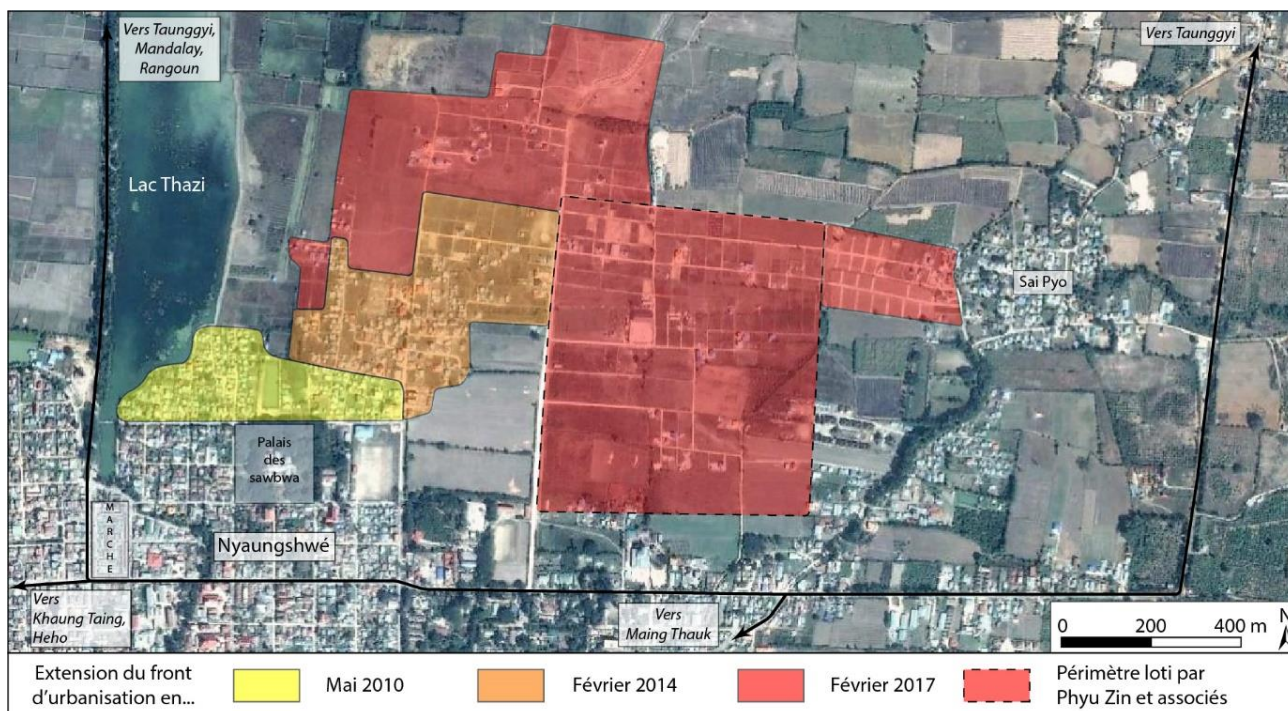 Vers Taunggyi,
Mandalay,
Rangoun
Vers Taunggyi
Lac Thazi
Sai Pyo
Palais
des
sawbwa
MARCHE
Nyaungshwé
Vers
Khaung Taing,
Heho
Vers
Maing Thauk
N
0 200 400 m
Extension du front
d'urbanisation en...
Mai 2010
Février 2014
Février 2017
Périmètre loti par
Phyu Zin et associés